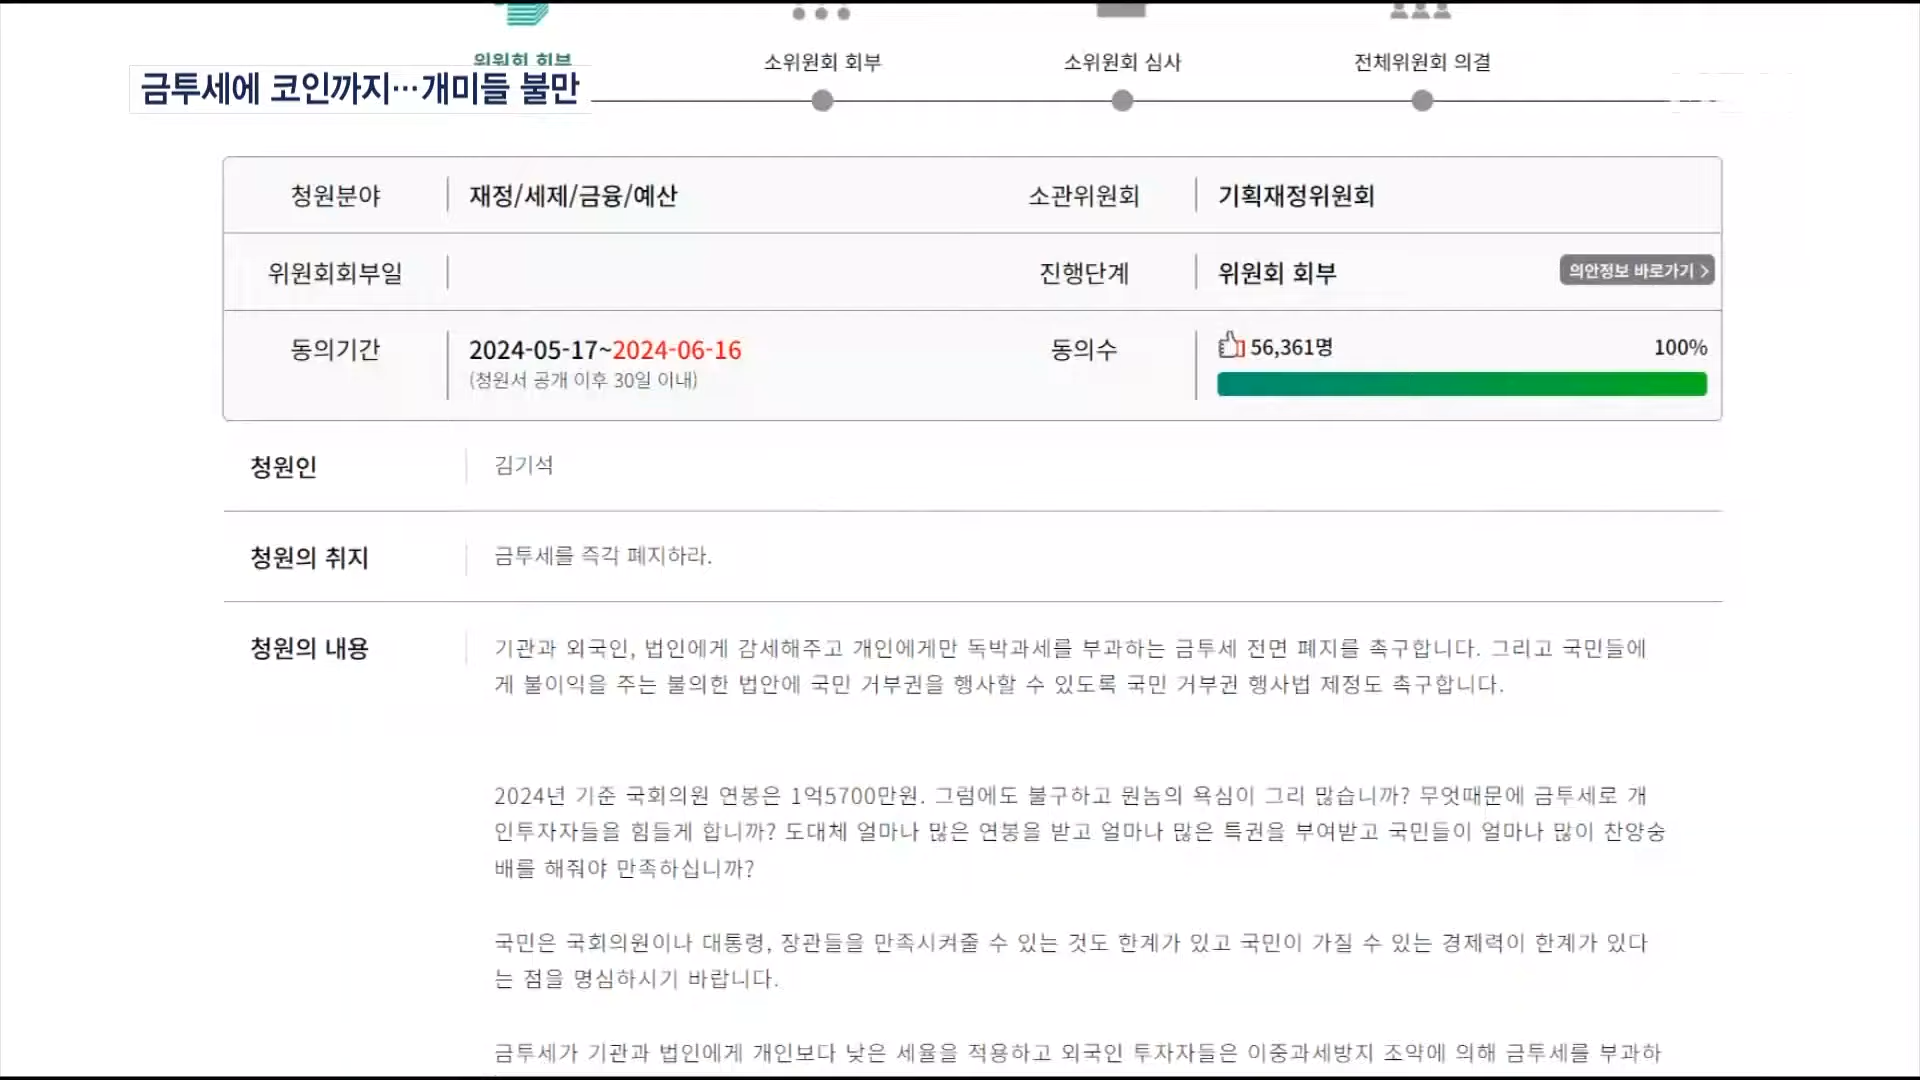 위원회 회부
소위원회 회부
소위원회 심사
전체위원회 의결
금투세에 코인까지…개미들 불만
청원분야
재정/세제/금융/예산
소관위원회
기획재정위원회
위원회회부일
진행단계
위원회 회부
의안정보 바로가기 >
동의기간
2024-05-17~2024-06-16
(청원서 공개 이후 30일 이내)
동의수
56,361명
100%
청원인
김기석
청원의 취지
금투세를 즉각 폐지하라.
청원의 내용
기관과 외국인, 법인에게 감세해주고 개인에게만 독박과세를 부과하는 금투세 전면 폐지를 촉구합니다. 그리고 국민들에
게 불이익을 주는 불의한 법안에 국민 거부권을 행사할 수 있도록 국민 거부권 행사법 제정도 촉구합니다.
2024년 기준 국회의원 연봉은 1억5700만원. 그럼에도 불구하고 뭔놈의 욕심이 그리 많습니까? 무엇때문에 금투세로 개
인투자자들을 힘들게 합니까? 도대체 얼마나 많은 연봉을 받고 얼마나 많은 특권을 부여받고 국민들이 얼마나 많이 찬양숭
배를 해줘야 만족하십니까?
국민은 국회의원이나 대통령, 장관들을 만족시켜줄 수 있는 것도 한계가 있고 국민이 가질 수 있는 경제력이 한계가 있다
는 점을 명심하시기 바랍니다.
금투세가 기관과 법인에게 개인보다 낮은 세율을 적용하고 외국인 투자자들은 이중과세방지 조약에 의해 금투세를 부과하